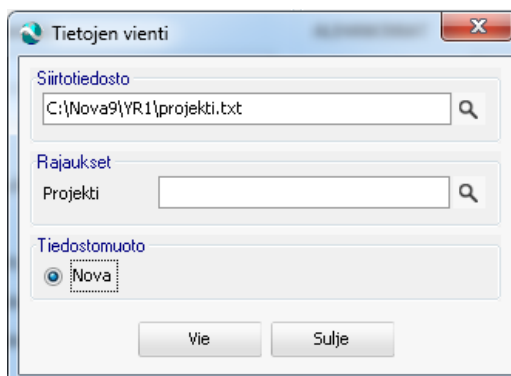 Tietojen vienti
Siirtotiedosto
C:\Nova9\YR1\projekti.txt
Rajaukset
Projekti
Tiedostomuoto
Nova
Vie Sulje